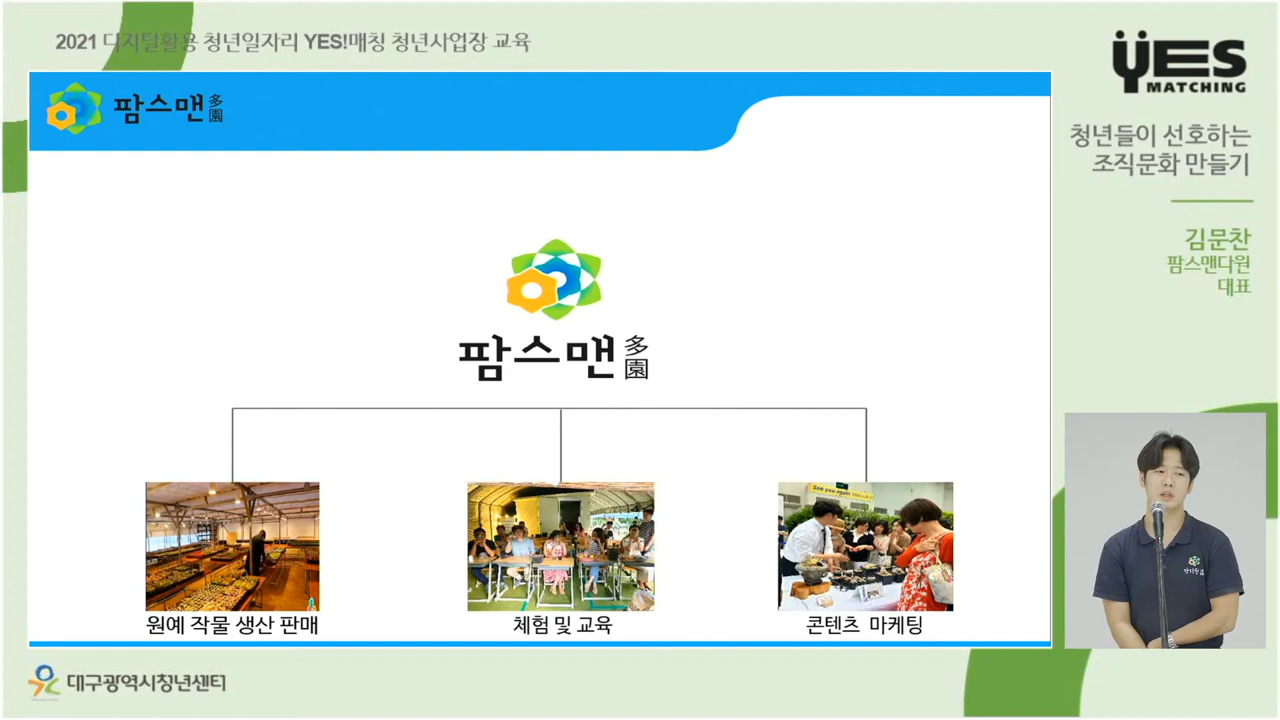 2021 디지털활용 청년일자리 YES!매칭 청년사업장 교육
YES
MATCHING
청년들이 선호하는
조직문화 만들기
김문찬
팜스맨다원
대표
팜스맨 多園
팜스맨 多園
See you Again
원예 작물 생산 판매
체험 및 교육
콘텐츠 마케팅
대구광역시청년센터